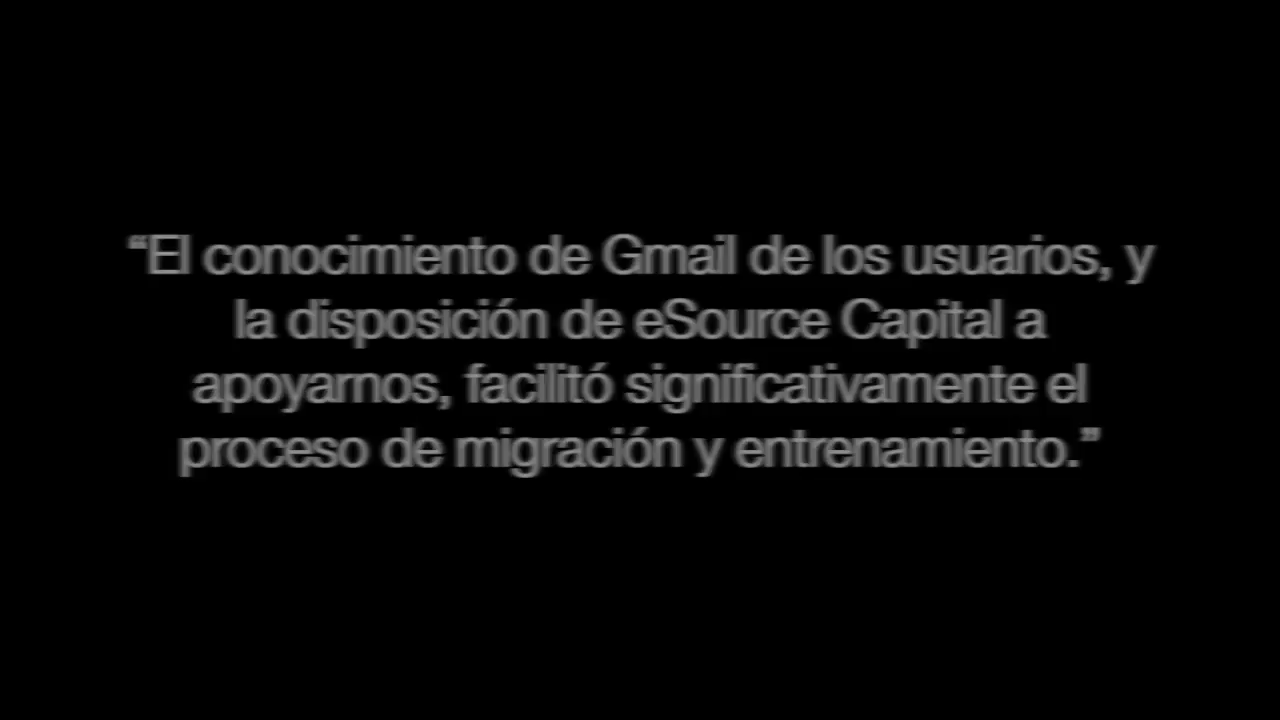 “El conocimiento de Gmail de los usuarios, y
la disposición de eSource Capital a
apoyarnos, facilitó significativamente el
proceso de migración y entrenamiento.”